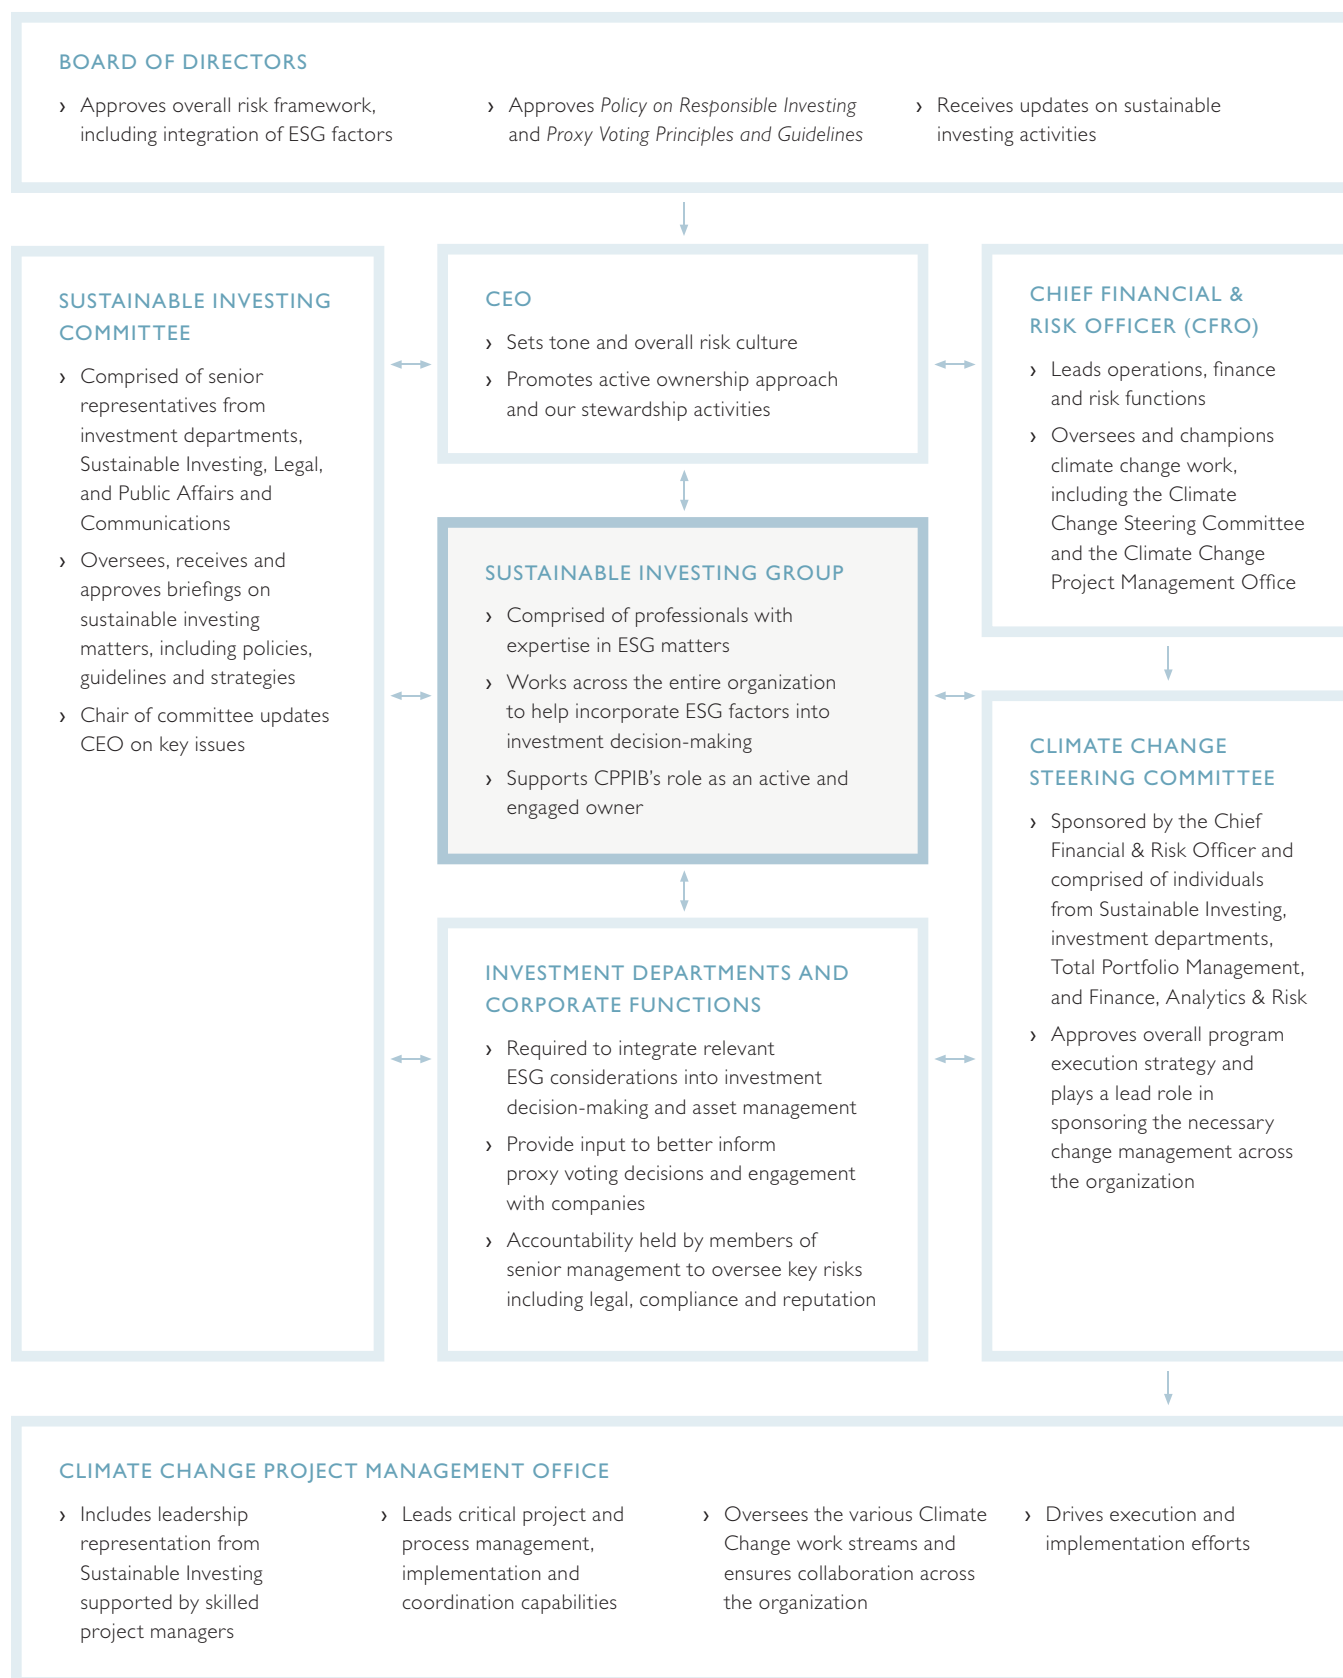 BOARD OF DIRECTORS
› Approves overall risk framework,
including integration of ESG factors
› Approves Policy on Responsible Investing
and Proxy Voting Principles and Guidelines
› Receives updates on sustainable
investing activities
SUSTAINABLE INVESTING
COMMITTEE
› Comprised of senior
representatives from
investment departments,
Sustainable Investing, Legal,
and Public Affairs and
Communications
› Oversees, receives and
approves briefings on
sustainable investing
matters, including policies,
guidelines and strategies
› Chair of committee updates
CEO on key issues
CEO
› Sets tone and overall risk culture
› Promotes active ownership approach
and our stewardship activities
CHIEF FINANCIAL &
RISK OFFICER (CFRO)
› Leads operations, finance
and risk functions
› Oversees and champions
climate change work,
including the Climate
Change Steering Committee
and the Climate Change
Project Management Office
SUSTAINABLE INVESTING GROUP
› Comprised of professionals with
expertise in ESG matters
› Works across the entire organization
to help incorporate ESG factors into
investment decision-making
› Supports CPPIB's role as an active and
engaged owner
CLIMATE CHANGE
STEERING COMMITTEE
› Sponsored by the Chief
Financial & Risk Officer and
comprised of individuals
from Sustainable Investing,
investment departments,
Total Portfolio Management,
and Finance, Analytics & Risk
› Approves overall program
execution strategy and
plays a lead role in
sponsoring the necessary
change management across
the organization
INVESTMENT DEPARTMENTS AND
CORPORATE FUNCTIONS
› Required to integrate relevant
ESG considerations into investment
decision-making and asset management
› Provide input to better inform
proxy voting decisions and engagement
with companies
› Accountability held by members of
senior management to oversee key risks
including legal, compliance and reputation
CLIMATE CHANGE PROJECT MANAGEMENT OFFICE
› Includes leadership
representation from
Sustainable Investing
supported by skilled
project managers
› Leads critical project and
process management,
implementation and
coordination capabilities
› Oversees the various Climate
Change work streams and
ensures collaboration across
the organization
› Drives execution and
implementation efforts